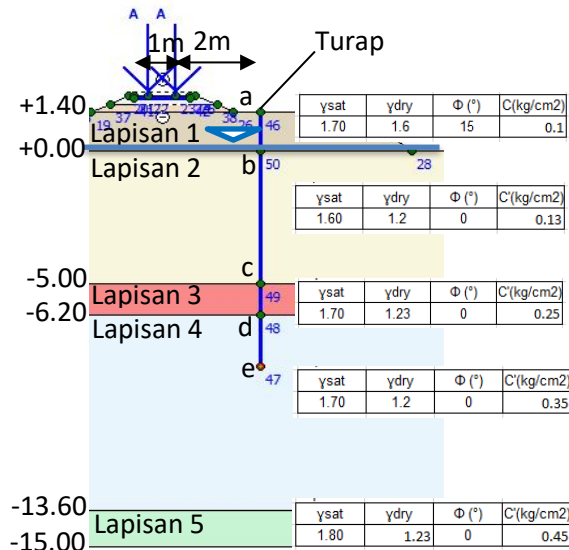 A A
1m 2m
Turap
a
+1.40
19 37 38 26 46
γsat γdry Φ (°) C(kg/cm2)
1.70 1.6 15 0.1
Lapisan 1
+0.00
b 50 28
Lapisan 2
γsat γdry Φ (°) C'(kg/cm2)
1.60 1.2 0 0.13
-5.00
c
Lapisan 3
49
γsat γdry Φ (°) C'(kg/cm2)
1.70 1.23 0 0.25
-6.20
d 48
Lapisan 4
e 47
γsat γdry Φ (°) C'(kg/cm2)
1.70 1.2 0 0.35
-13.60
Lapisan 5
γsat γdry Φ (°) C'(kg/cm2)
1.80 1.23 0 0.45
-15.00